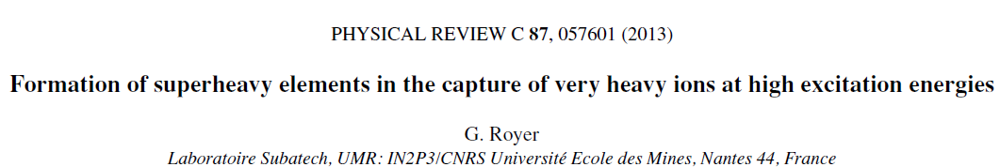 PHYSICAL REVIEW C 87, 057601 (2013)
Formation of superheavy elements in the capture of very heavy ions at high excitation energies
G. Royer
Laboratoire Subatech, UMR: IN2P3/CNRS Université Ecole des Mines, Nantes 44, France